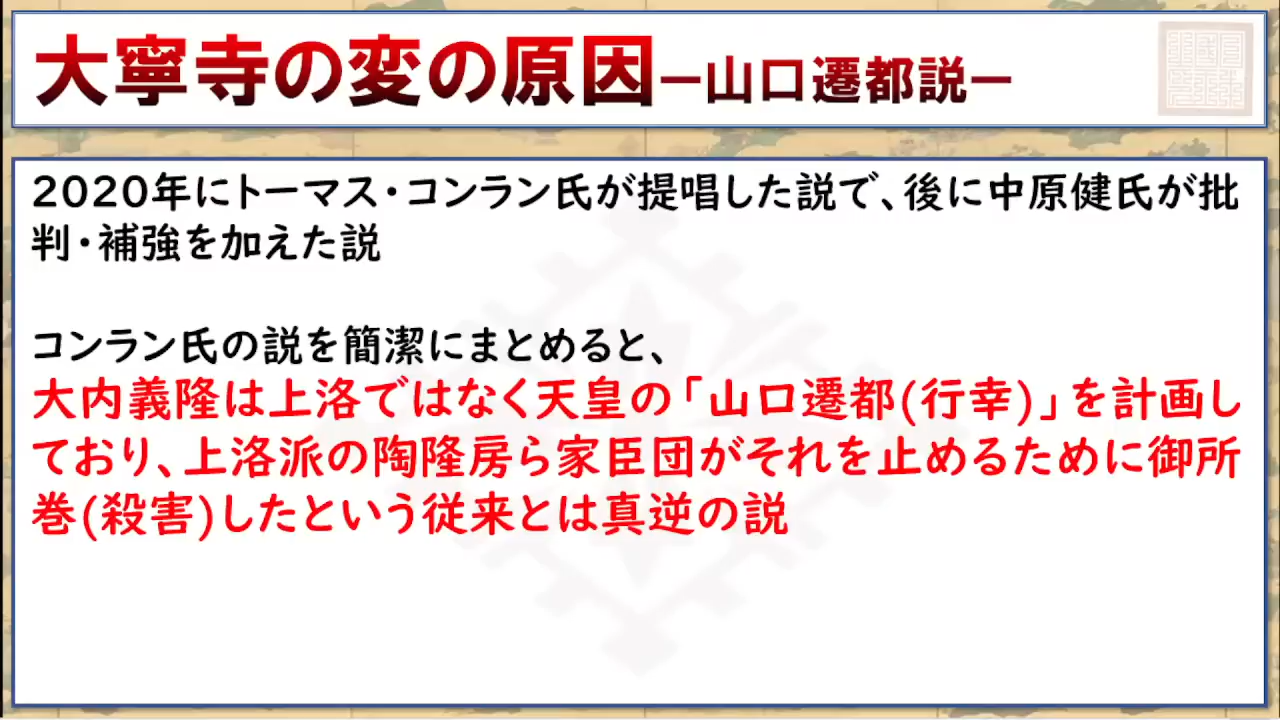 大寧寺の変の原因―山口遷都説―
2020年にトーマス・コンラン氏が提唱した説で、後に中原健氏が批
判・補強を加えた説
コンラン氏の説を簡潔にまとめると、
大内義隆は上洛ではなく天皇の「山口遷都(行幸)」を計画し
ており、上洛派の陶隆房ら家臣団がそれを止めるために御所
巻(殺害)したという従来とは真逆の説